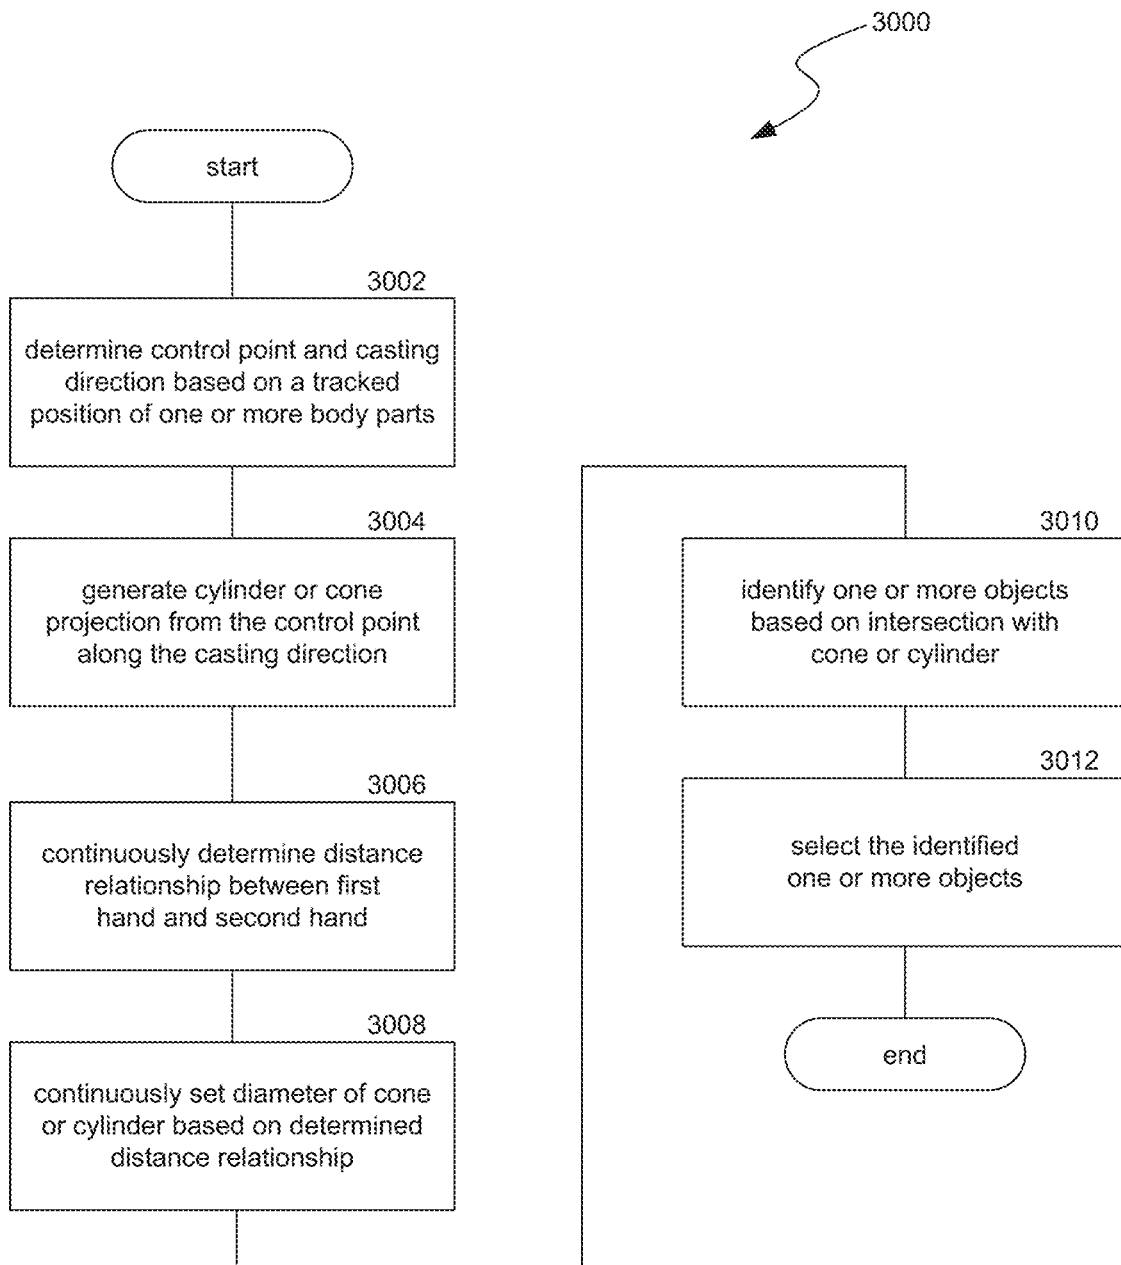 3000
start
3002
determine control point and casting
direction based on a tracked
position of one or more body parts
3004
generate cylinder or cone
projection from the control point
along the casting direction
3006
continuously determine distance
relationship between first
hand and second hand
3008
continuously set diameter of cone
or cylinder based on determined
distance relationship
3010
identify one or more objects
based on intersection with
cone or cylinder
3012
select the identified
one or more objects
end